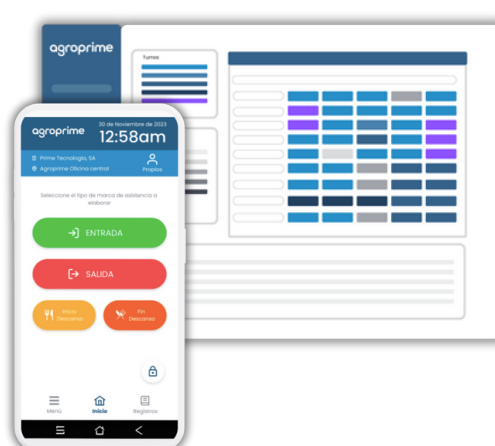 agroprime
Turnos
agroprime
20 de Noviembre de 2023
12:58am
Prime Tecnología, SA
Agroprime Oficina central
Propios
Seleccione el tipo de marca de asistencia a
elaborar
ENTRADA
SALIDA
Inicio
Descanso
Fin
Descanso
Menú
Inicio
Registros